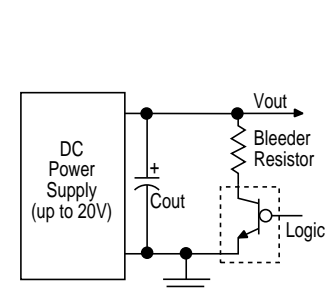 DC
Power
Supply
(up to 20V)
+
Cout
Vout
Bleeder
Resistor
Logic